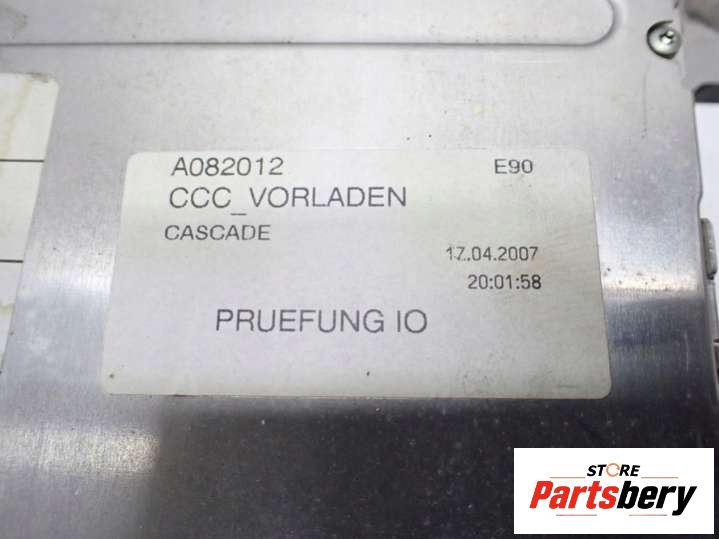 A082012 E90
CCC_VORLADEN
CASCADE
17.04.2007
20:01:58
PRUEFUNG IO
STORE
Partsbery